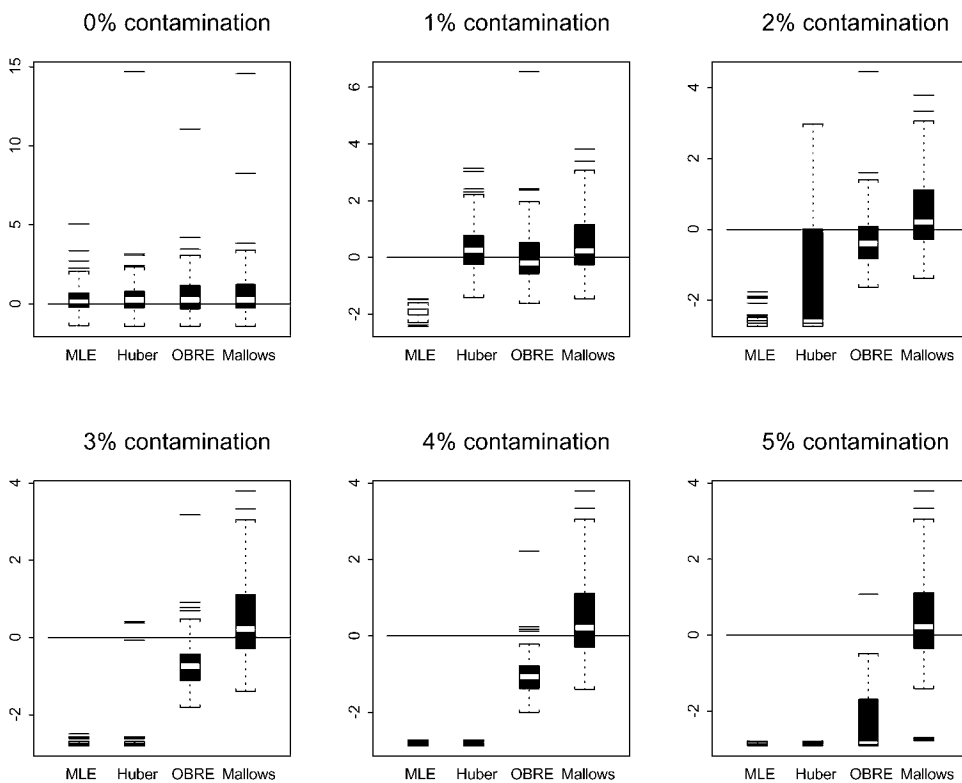 0% contamination
1% contamination
2% contamination
15
10
5
0
MLE Huber OBRE Mallows
6
4
2
0
-2
MLE Huber OBRE Mallows
4
2
0
-2
MLE Huber OBRE Mallows
3% contamination
4% contamination
5% contamination
4
2
0
-2
MLE Huber OBRE Mallows
4
2
0
-2
MLE Huber OBRE Mallows
4
2
0
-2
MLE Huber OBRE Mallows